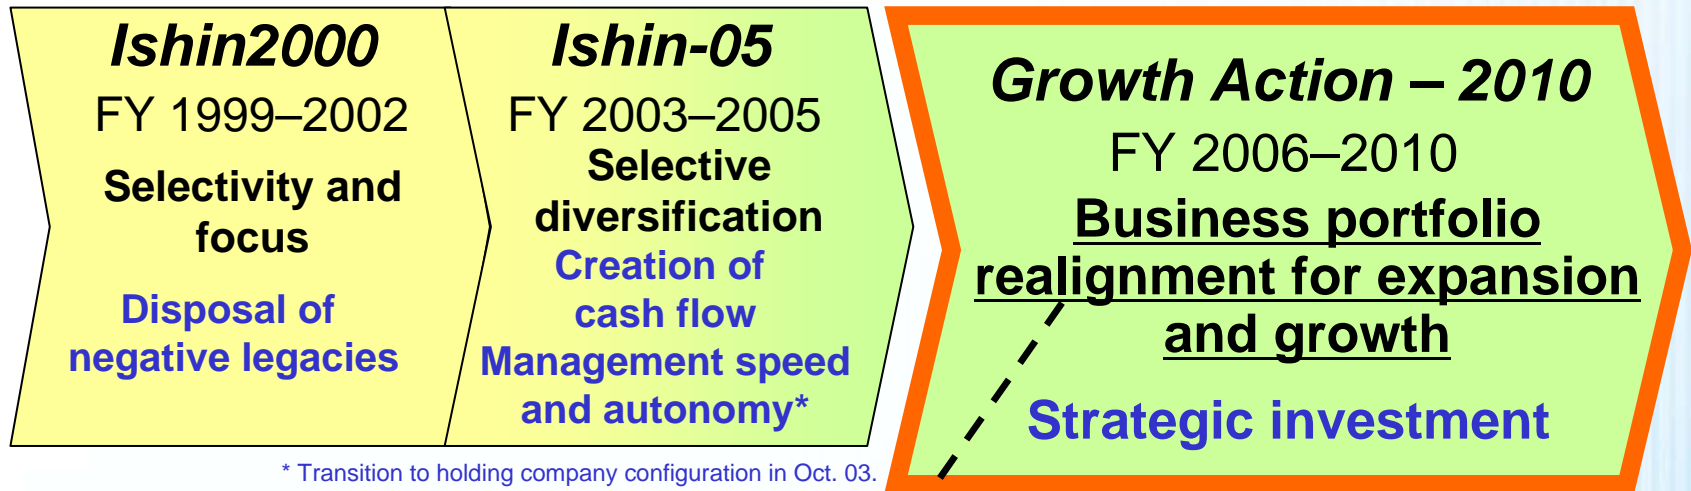 Ishin2000
FY 1999–2002
Selectivity and
focus
Disposal of
negative legacies
Ishin-05
FY 2003–2005
Selective
diversification
Creation of
cash flow
Management speed
and autonomy*
* Transition to holding company configuration in Oct. 03.
Growth Action – 2010
FY 2006–2010
Business portfolio
realignment for expansion
and growth
Strategic investment